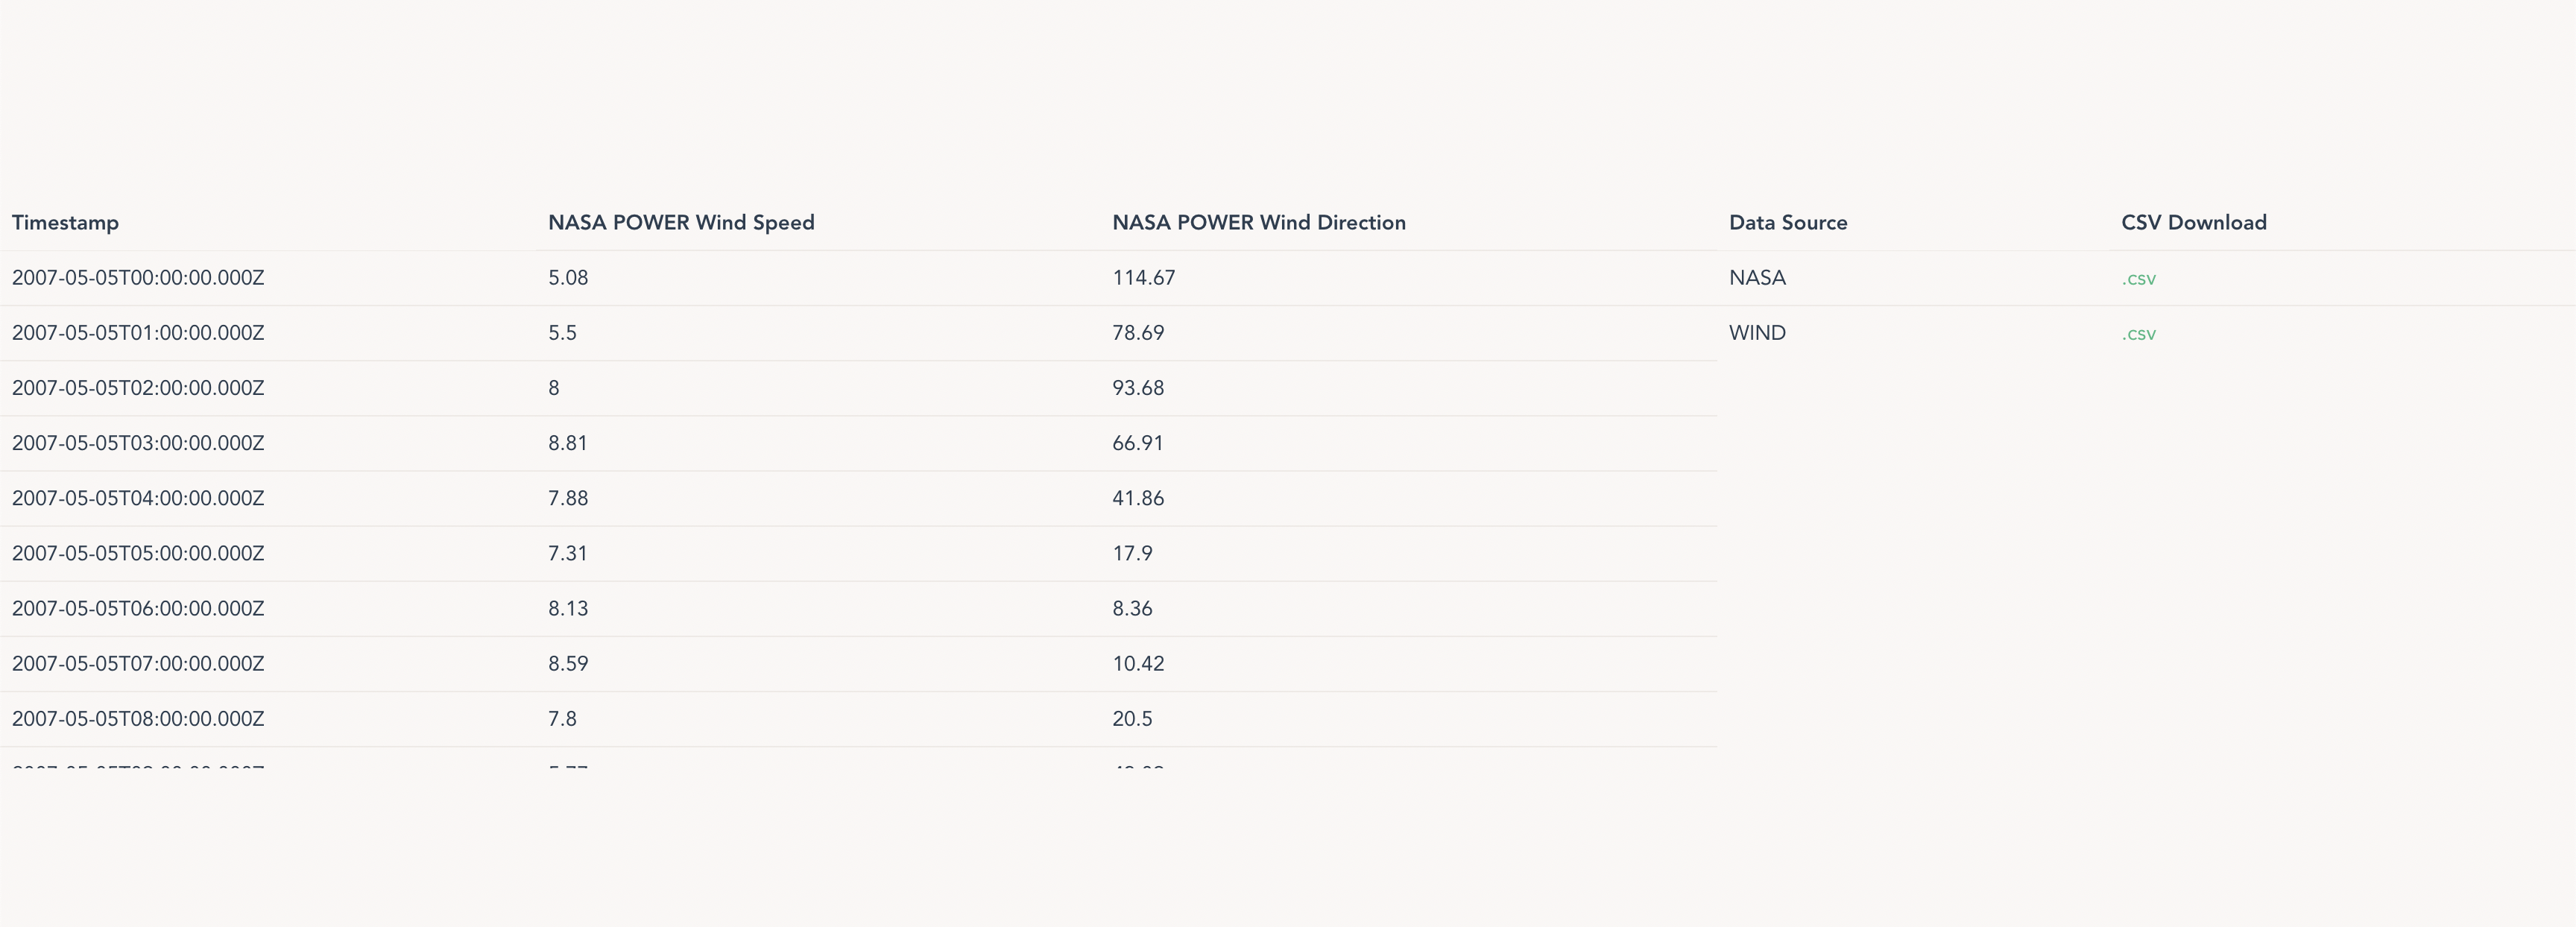 Timestamp NASA POWER Wind Speed NASA POWER Wind Direction Data Source CSV Download
2007-05-05T00:00:00.000Z 5.08 114.67 NASA .csv
2007-05-05T01:00:00.000Z 5.5 78.69 WIND .csv
2007-05-05T02:00:00.000Z 8 93.68
2007-05-05T03:00:00.000Z 8.81 66.91
2007-05-05T04:00:00.000Z 7.88 41.86
2007-05-05T05:00:00.000Z 7.31 17.9
2007-05-05T06:00:00.000Z 8.13 8.36
2007-05-05T07:00:00.000Z 8.59 10.42
2007-05-05T08:00:00.000Z 7.8 20.5